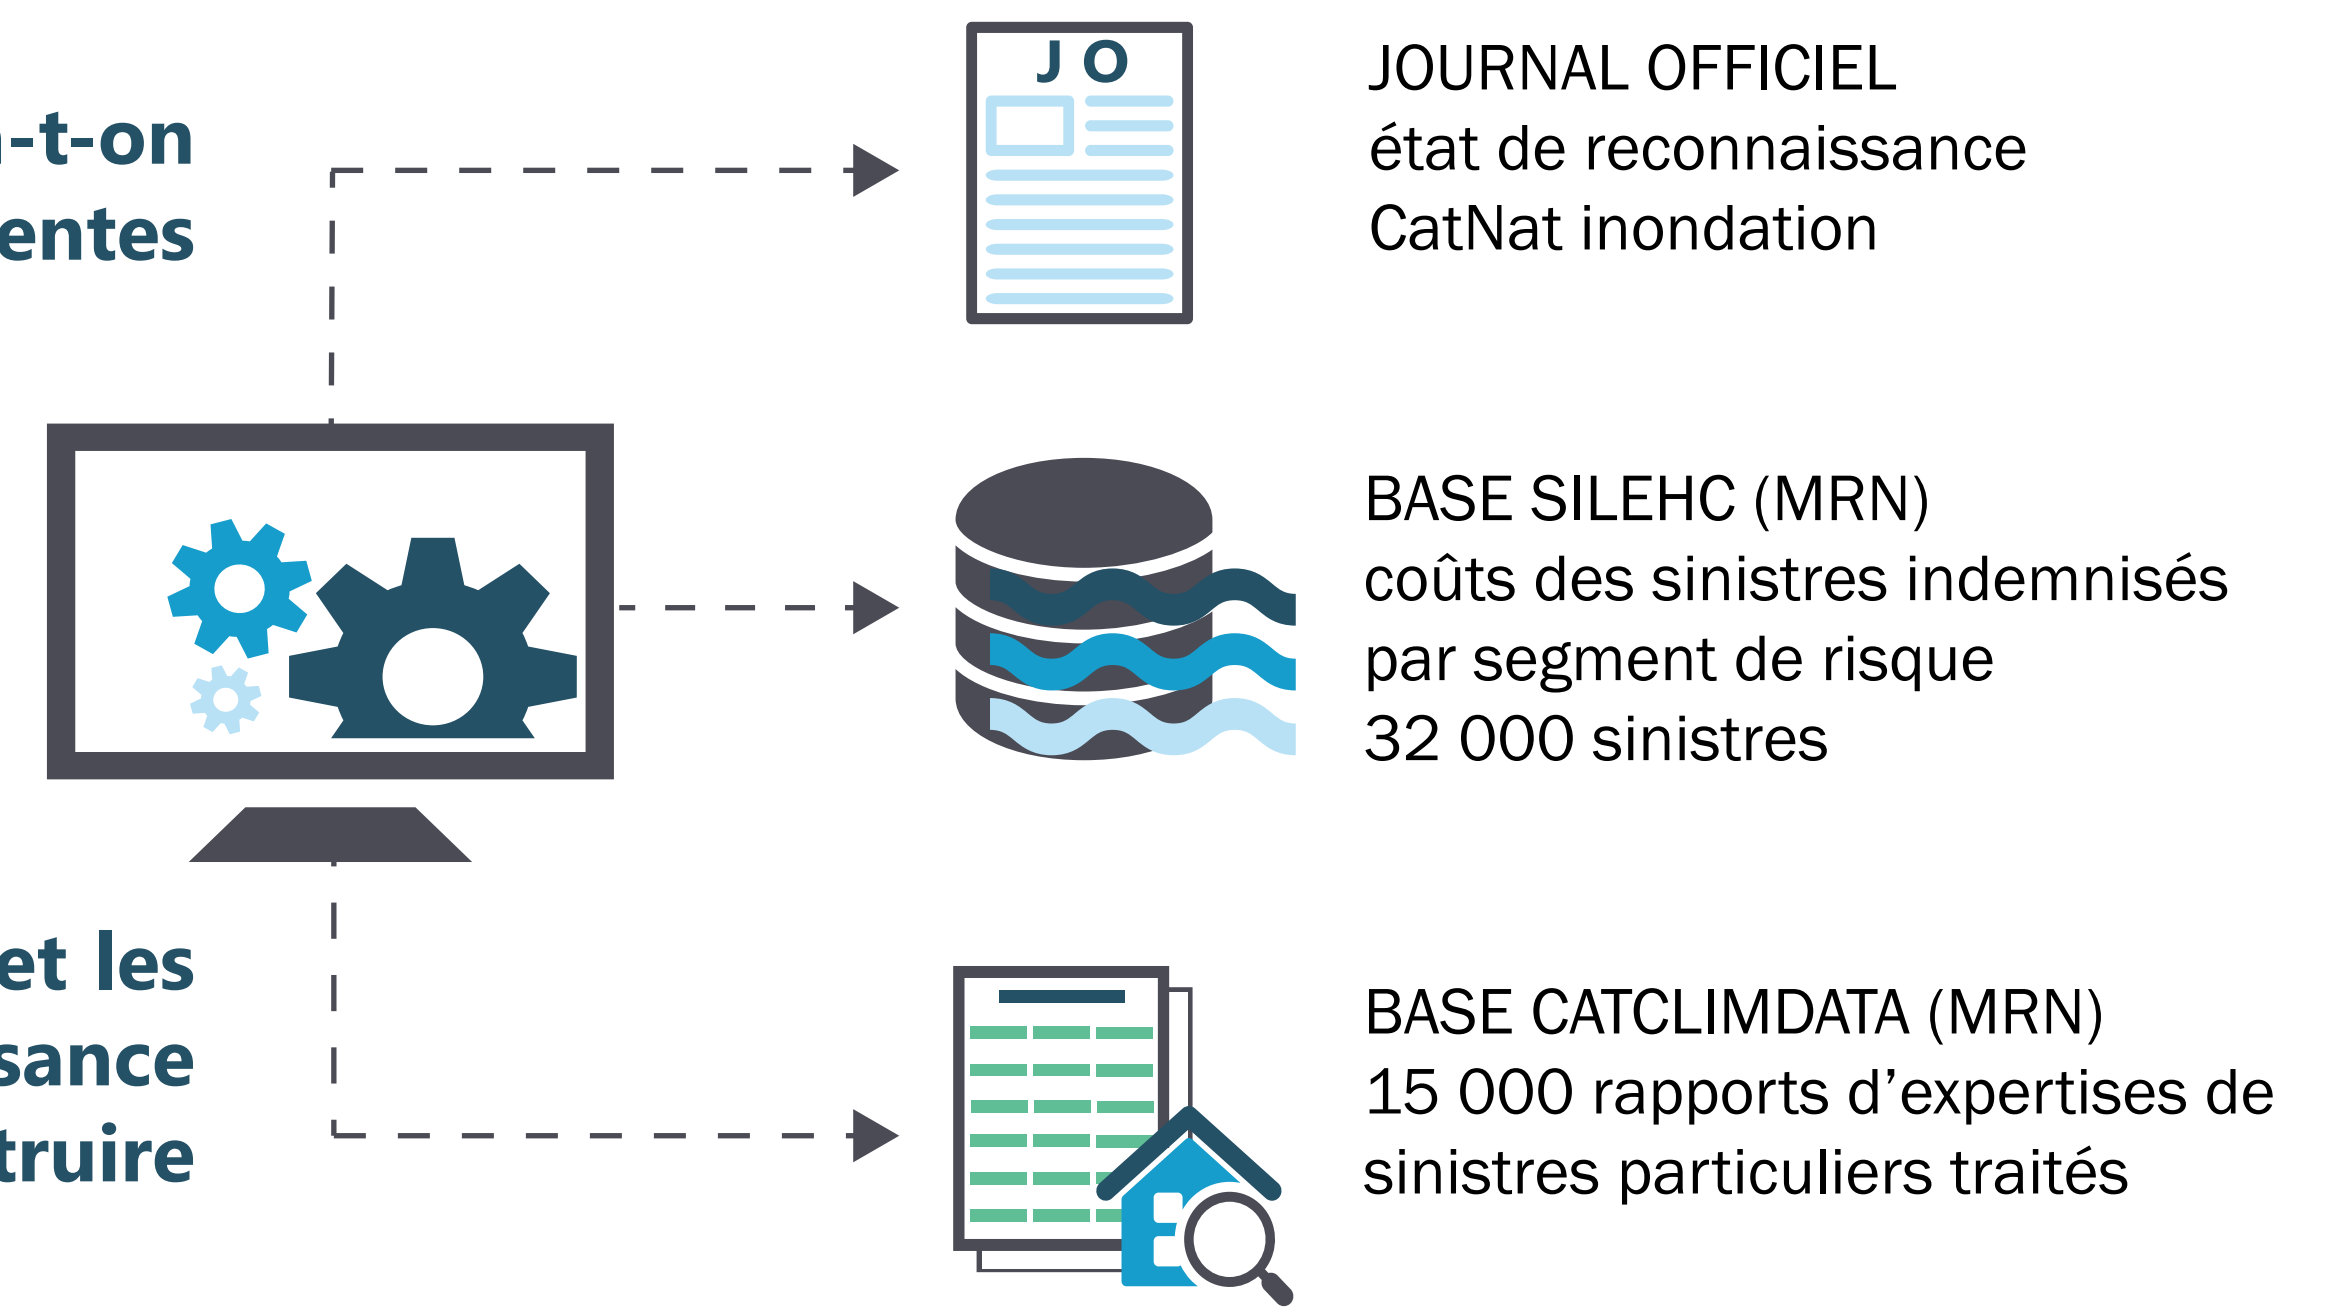 -t-on
entes
et les
sance
truire
J O
JOURNAL OFFICIEL
état de reconnaissance
CatNat inondation
BASE SILEHC (MRN)
coûts des sinistres indemnisés
par segment de risque
32 000 sinistres
BASE CATCLIMDATA (MRN)
15 000 rapports d’expertises de
sinistres particuliers traités